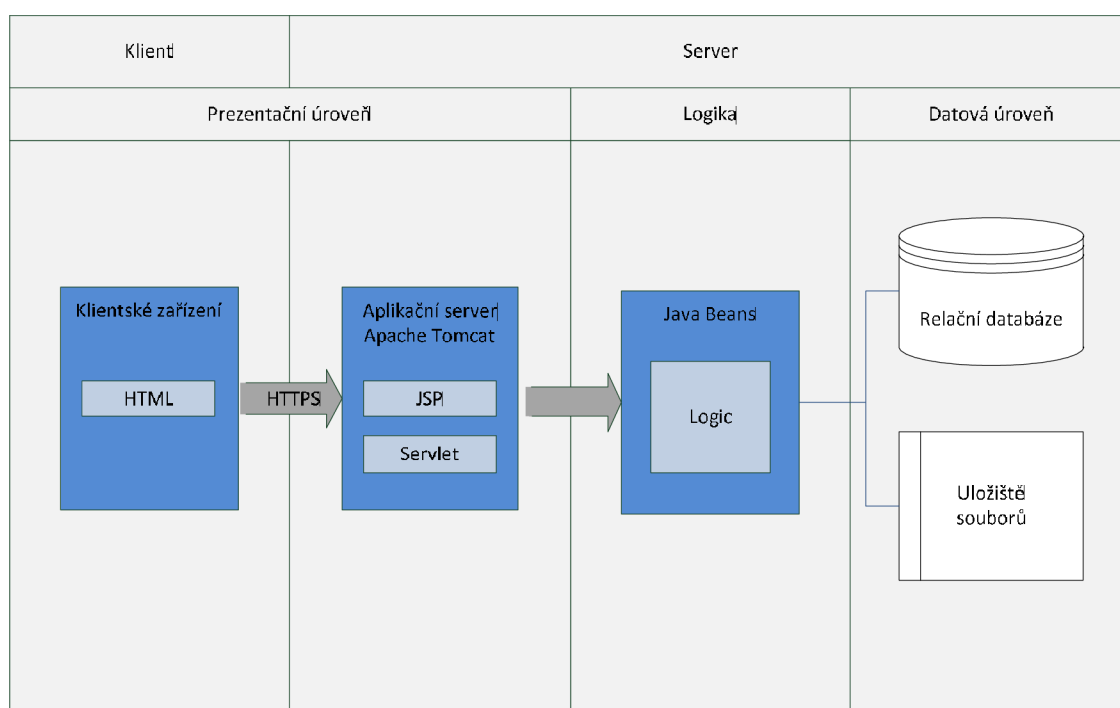 Klient
Server
Prezentační úroveň
Logika
Datová úroveň
Klientské zařízení
HTML
HTTPS
Aplikační server
Apache Tomcat
JSP
Servlet
Java Beans
Logic
Relační databáze
Uložiště
souborů